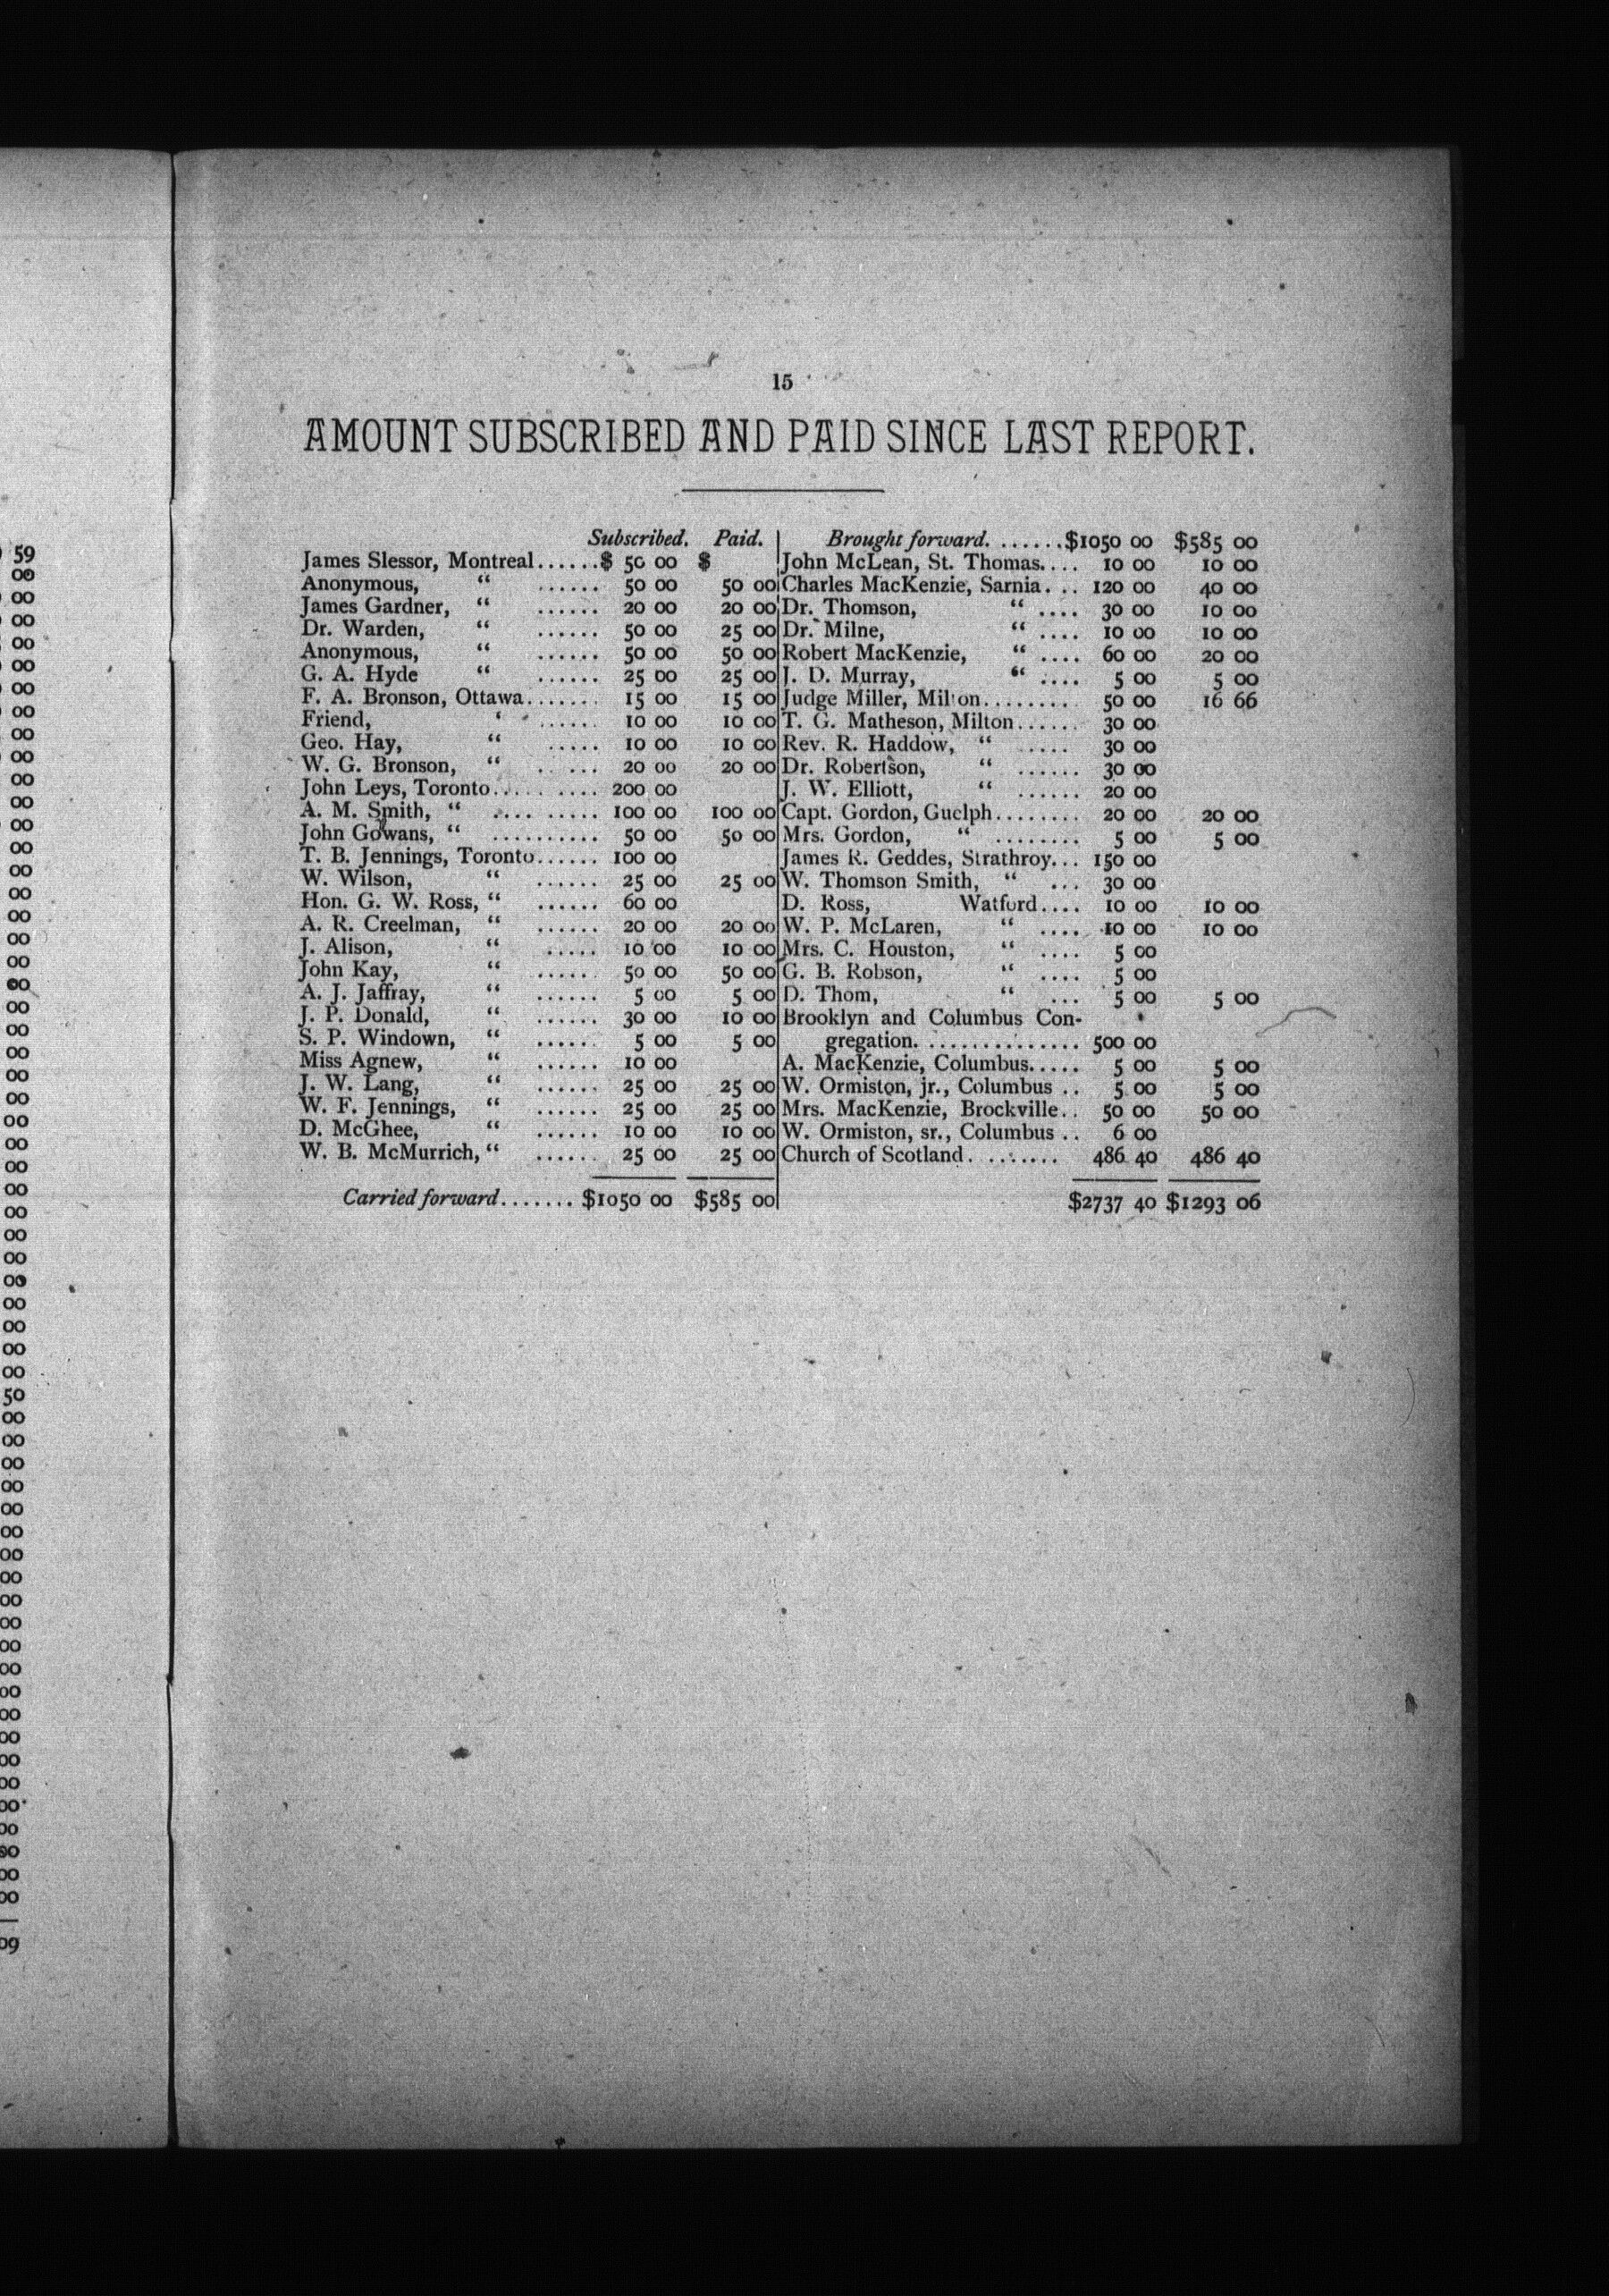 15
AMOUNT SUBSCRIBED AND PAID SINCE LAST REPORT.
Subscribed. Paid.
James Slessor, Montreal......$ 50 00 $
Anonymous, “ ...... 50 00 50 00
James Gardner, “ ...... 20 00 20 00
Dr. Warden, “ ...... 50 00 25 00
Anonymous, “ ...... 50 00 50 00
G. A. Hyde “ ...... 25 00 25 00
F. A. Bronson, Ottawa....... 15 00 15 00
Friend, ‘ ...... 10 00 10 00
Geo. Hay, “ ..... 10 00 10 00
W. G. Bronson, “ ...... 20 00 20 00
John Leys, Toronto......... 200 00
A. M. Smith, “ ......... 100 00 100 00
John Gowans, “ .......... 50 00 50 00
T. B. Jennings, Toronto...... 100 00
W. Wilson, “ ...... 25 00 25 00
Hon. G. W. Ross, “ ...... 60 00
A. R. Creelman, “ ...... 20 00 20 00
J. Alison, “ ..... 10 00 10 00
John Kay, “ ...... 50 00 50 00
A. J. Jaffray, “ ...... 5 00 5 00
J. P. Donald, “ ...... 30 00 10 00
S. P. Windown, “ ...... 5 00 5 00
Miss Agnew, “ ...... 10 00
J. W. Lang, “ ...... 25 00 25 00
W. F. Jennings, “ ...... 25 00 25 00
D. McGhee, “ ...... 10 00 10 00
W. B. McMurrich, “ ...... 25 00 25 00
Carried forward....... $1050 00 $585 00
Brought forward. ......$1050 00 $585 00
John McLean, St. Thomas.... 10 00 10 00
Charles MacKenzie, Sarnia... 120 00 40 00
Dr. Thomson, “ .... 30 00 10 00
Dr. Milne, “ .... 10 00 10 00
Robert MacKenzie, “ .... 60 00 20 00
J. D. Murray, “ .... 5 00 5 00
Judge Miller, Milton........ 50 00 16 66
T. G. Matheson, Milton...... 30 00
Rev. R. Haddow, “ .... 30 00
Dr. Robertson, “ ...... 30 00
J. W. Elliott, “ ...... 20 00
Capt. Gordon, Guelph........ 20 00 20 00
Mrs. Gordon, “ ........ 5 00 5 00
James R. Geddes, Strathroy... 150 00
W. Thomson Smith, “ ... 30 00
D. Ross, Watford.... 10 00 10 00
W. P. McLaren, “ .... 10 00 10 00
Mrs. C. Houston, “ .... 5 00
G. B. Robson, “ .... 5 00
D. Thom, “ ... 5 00 5 00
Brooklyn and Columbus Con-
gregation. .............. 500 00
A. MacKenzie, Columbus..... 5 00 5 00
W. Ormiston, jr., Columbus .. 5 00 5 00
Mrs. MacKenzie, Brockville.. 50 00 50 00
W. Ormiston, sr., Columbus .. 6 00
Church of Scotland........ 486 40 486 40
$2737 40 $1293 06